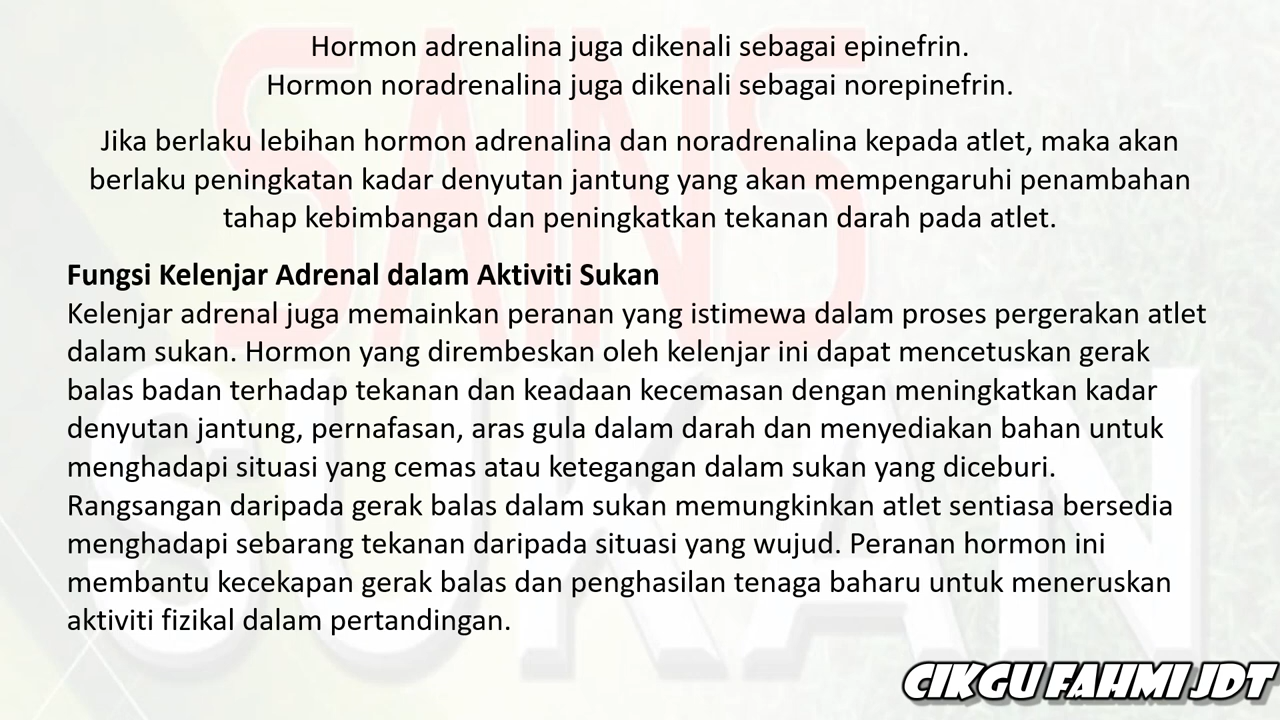 Hormon adrenalina juga dikenali sebagai epinefrin.
Hormon noradrenalina juga dikenali sebagai norepinefrin.
Jika berlaku lebihan hormon adrenalina dan noradrenalina kepada atlet, maka akan
berlaku peningkatan kadar denyutan jantung yang akan mempengaruhi penambahan
tahap kebimbangan dan peningkatkan tekanan darah pada atlet.
Fungsi Kelenjar Adrenal dalam Aktiviti Sukan
Kelenjar adrenal juga memainkan peranan yang istimewa dalam proses pergerakan atlet
dalam sukan. Hormon yang dirembeskan oleh kelenjar ini dapat mencetuskan gerak
balas badan terhadap tekanan dan keadaan kecemasan dengan meningkatkan kadar
denyutan jantung, pernafasan, aras gula dalam darah dan menyediakan bahan untuk
menghadapi situasi yang cemas atau ketegangan dalam sukan yang diceburi.
Rangsangan daripada gerak balas dalam sukan memungkinkan atlet sentiasa bersedia
menghadapi sebarang tekanan daripada situasi yang wujud. Peranan hormon ini
membantu kecekapan gerak balas dan penghasilan tenaga baharu untuk meneruskan
aktiviti fizikal dalam pertandingan.
SAINS
SUKAN
CIKGU FAHMI JDT